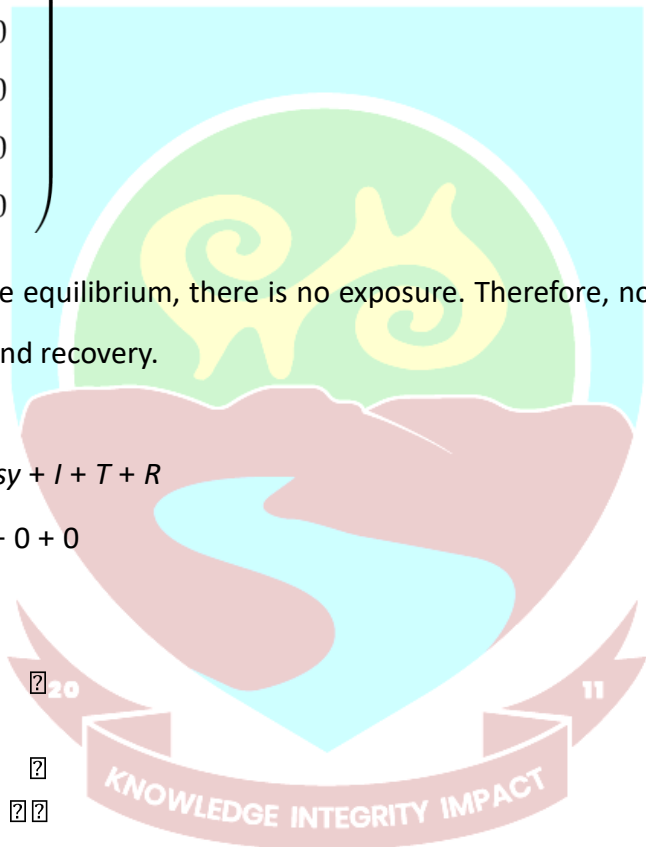 0
0
0
0
e equilibrium, there is no exposure. Therefore, no
nd recovery.
sy + I + T + R
+ 0 + 0
20 11
KNOWLEDGE INTEGRITY IMPACT